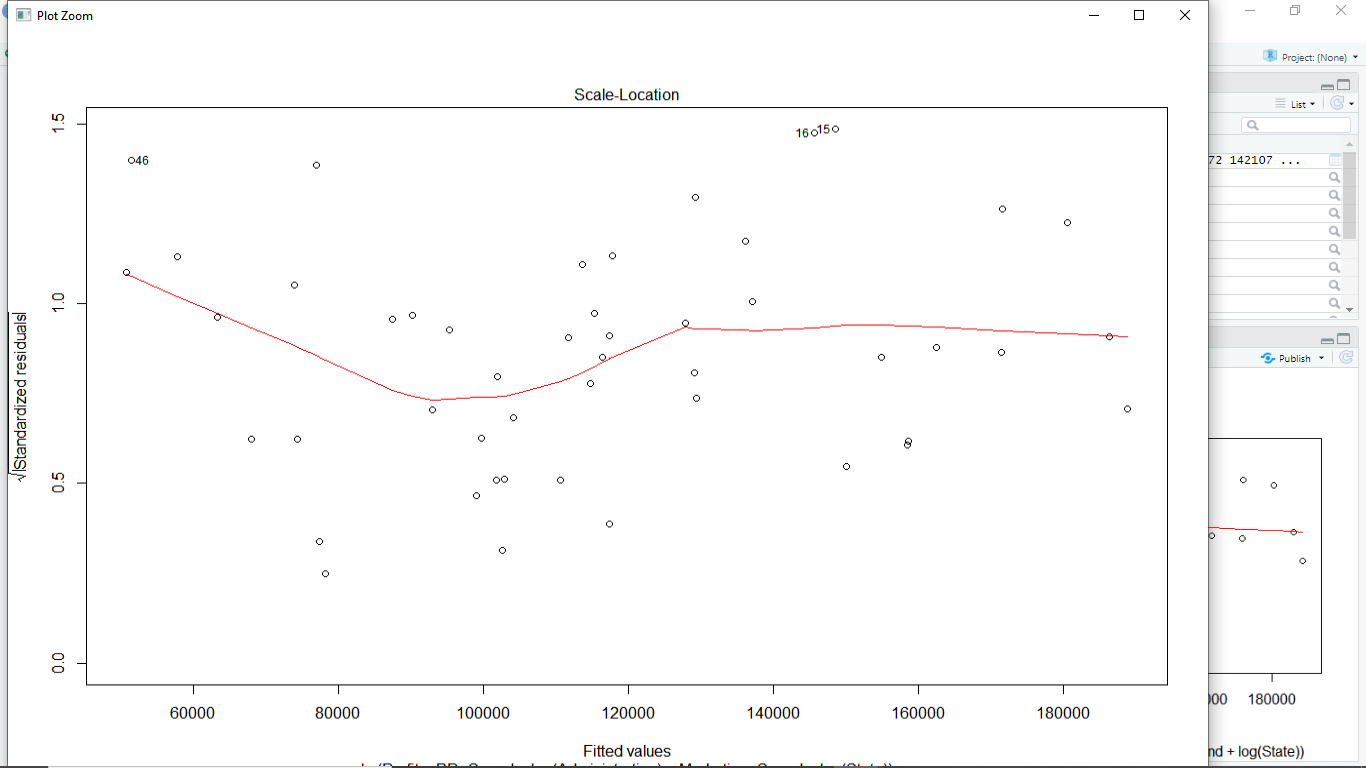 Plot Zoom
Project: (None)
List
72 142107 ...
Publish
Scale-Location
√|Standardized residuals|
1.5
1.0
0.5
0.0
46
16
15
60000
80000
100000
120000
140000
160000
180000
Fitted values
180000
nd + log(State))